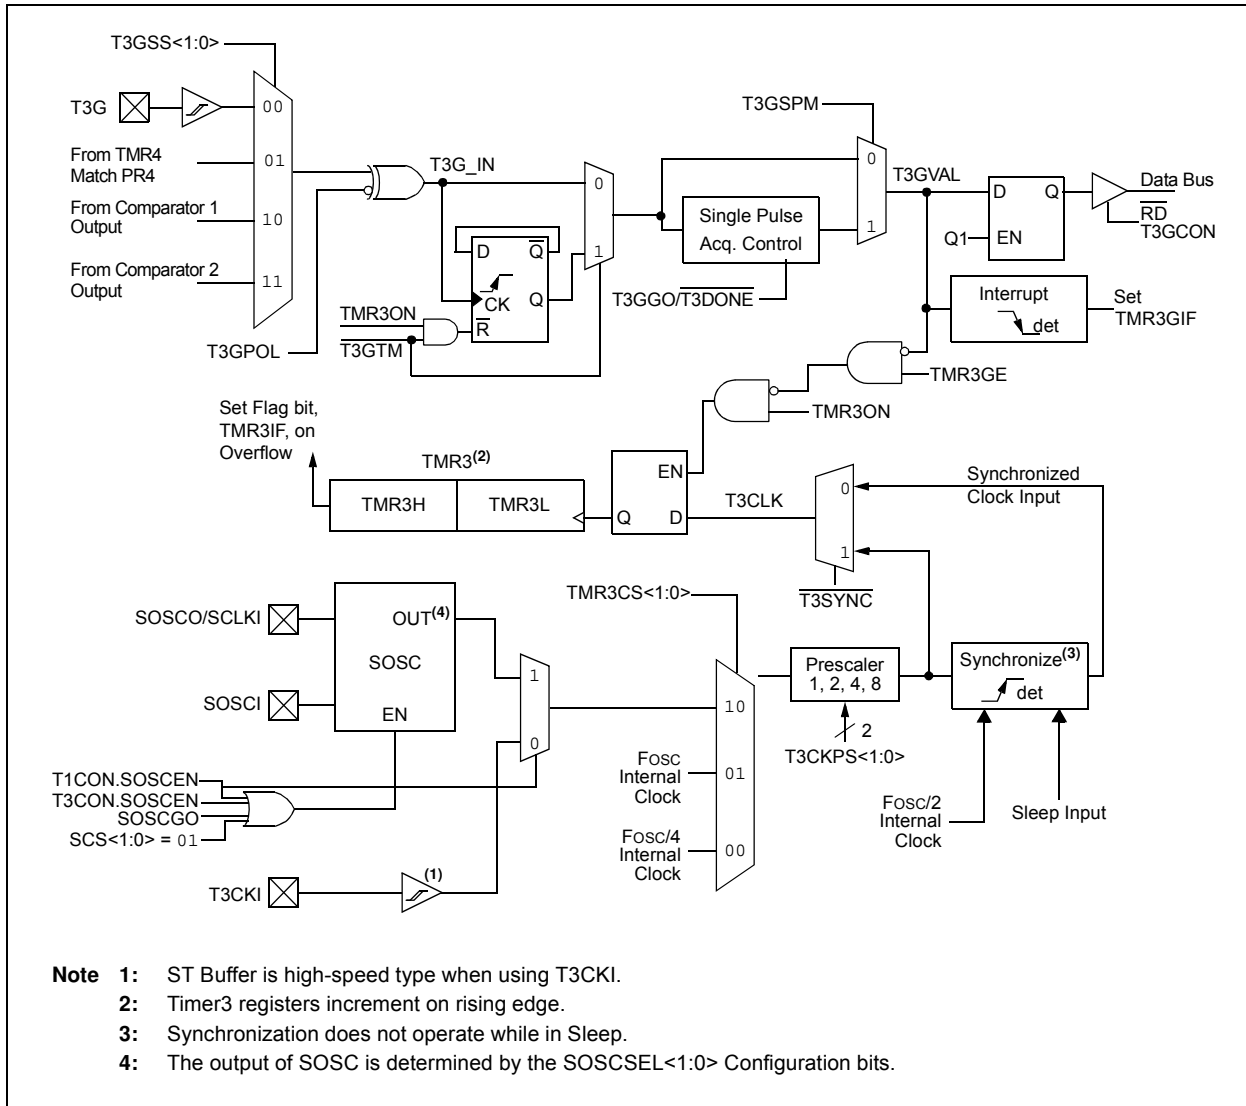 T3GSS<1:0>
T3G
00
T3GSPM
From TMR4
Match PR4
01
T3G_IN
0
0
T3GVAL
D
Q
Data Bus
From Comparator 1
Output
10
Single Pulse
Acq. Control
1
RD
T3GCON
Q1
EN
D
Q
1
From Comparator 2
Output
11
CK
Q
T3GGO/T3DONE
Interrupt
det
Set
TMR3GIF
TMR3ON
R
T3GPOL
T3GTM
TMR3GE
TMR3ON
Set Flag bit,
TMR3IF, on
Overflow
TMR3(2)
EN
Synchronized
Clock Input
TMR3H
TMR3L
Q
D
T3CLK
0
1
T3SYNC
TMR3CS<1:0>
SOSCO/SCLKI
OUT(4)
SOSC
SOSCI
EN
1
0
Prescaler
1, 2, 4, 8
Synchronize(3)
det
10
2
T3CKPS<1:0>
T1CON.SOSCEN
T3CON.SOSCEN
SOSCGO
SCS<1:0> = 01
FOSC
Internal
Clock
01
FOSC/2
Internal
Clock
Sleep Input
FOSC/4
Internal
Clock
00
T3CKI
(1)
Note 1: ST Buffer is high-speed type when using T3CKI.
2: Timer3 registers increment on rising edge.
3: Synchronization does not operate while in Sleep.
4: The output of SOSC is determined by the SOSCSEL<1:0> Configuration bits.